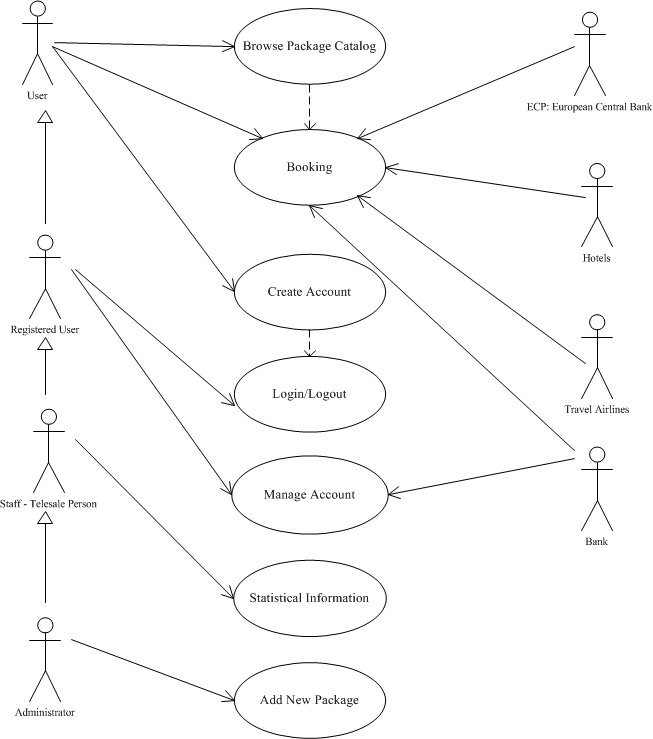 Browse Package Catalog
User
ECP: European Central Bank
Booking
Hotels
Create Account
Registered User
Login/Logout
Travel Airlines
Manage Account
Staff - Telesale Person
Bank
Statistical Information
Add New Package
Administrator